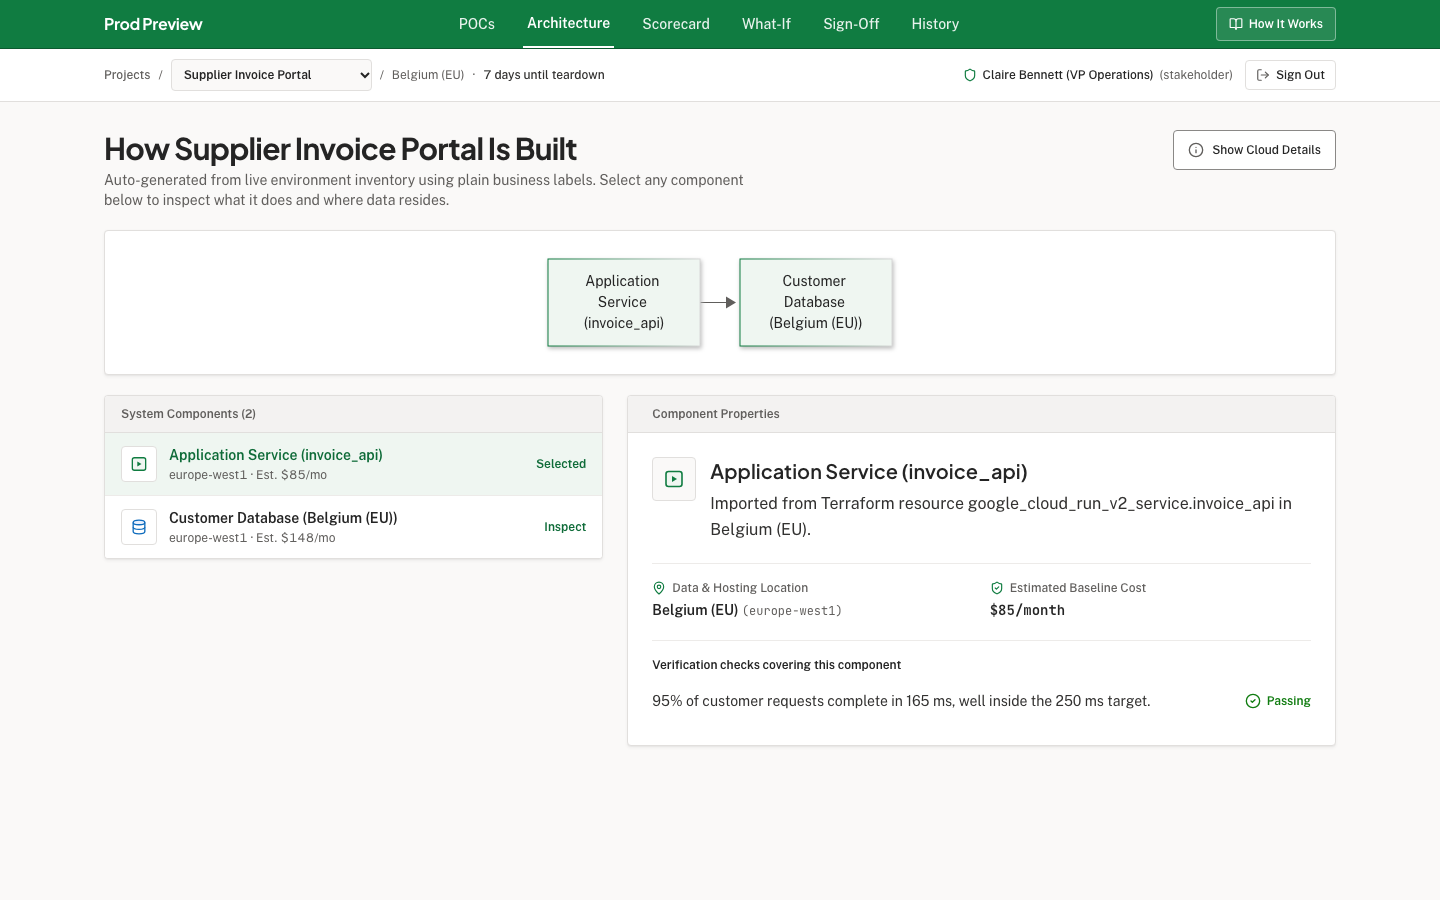 Prod Preview
POCs
Architecture
Scorecard
What-If
Sign-Off
History
How It Works
Projects / Supplier Invoice Portal / Belgium (EU) · 7 days until teardown
Claire Bennett (VP Operations) (stakeholder)
Sign Out
How Supplier Invoice Portal Is Built
Show Cloud Details
Auto-generated from live environment inventory using plain business labels. Select any component
below to inspect what it does and where data resides.
Application
Service
(invoice_api)
Customer
Database
(Belgium (EU))
System Components (2)
Application Service (invoice_api)
europe-west1 · Est. $85/mo
Selected
Customer Database (Belgium (EU))
europe-west1 · Est. $148/mo
Inspect
Component Properties
Application Service (invoice_api)
Imported from Terraform resource google_cloud_run_v2_service.invoice_api in
Belgium (EU).
Data & Hosting Location
Belgium (EU) (europe-west1)
Estimated Baseline Cost
$85/month
Verification checks covering this component
95% of customer requests complete in 165 ms, well inside the 250 ms target.
Passing